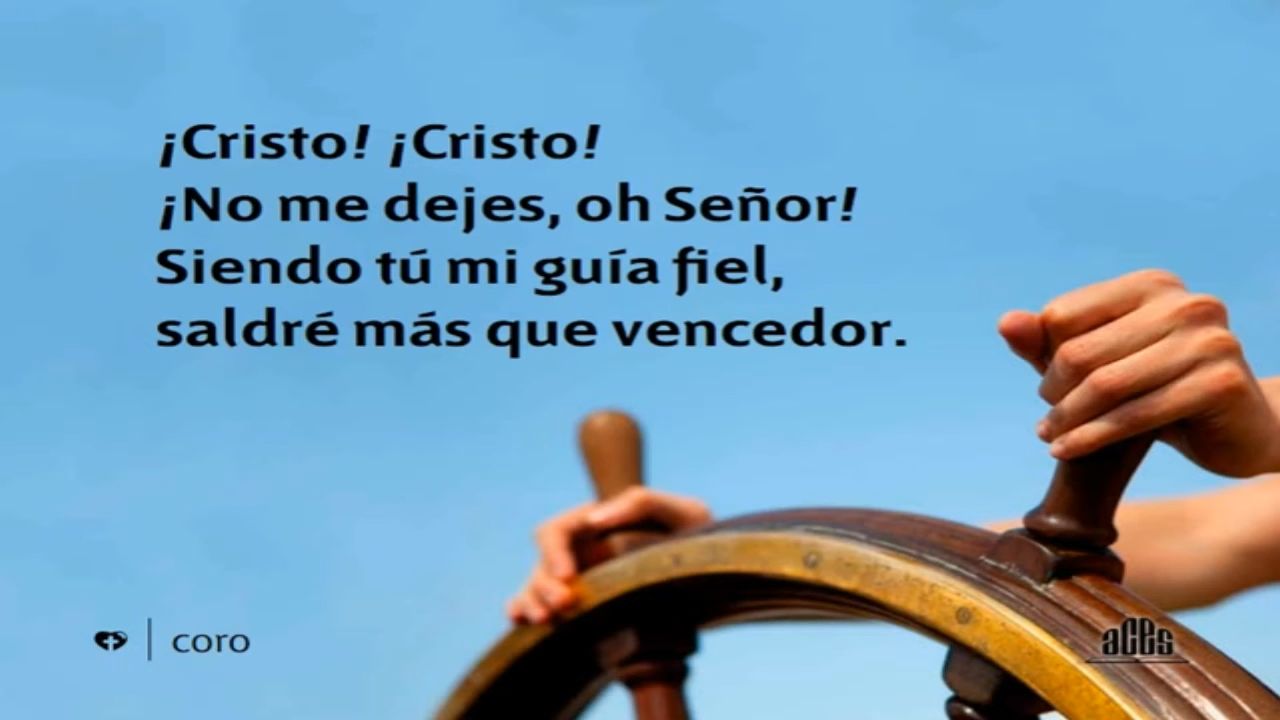 ¡Cristo! ¡Cristo!
¡No me dejes, oh Señor!
Siendo tú mi guía fiel,
saldré más que vencedor.
coro
aces